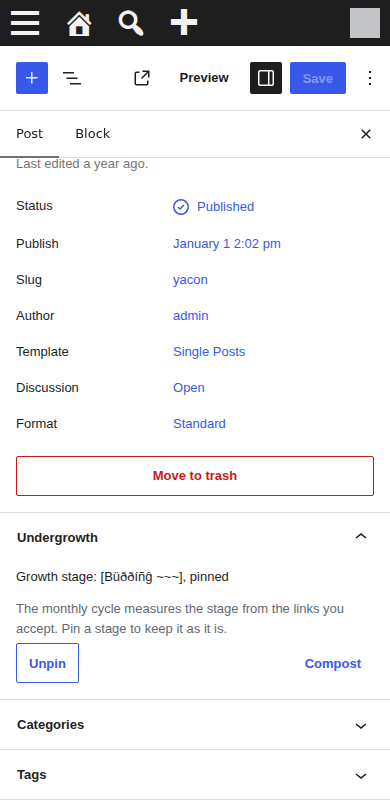 Preview
Save
Post
Block
Last edited a year ago.
Status
Published
Publish
January 1 2:02 pm
Slug
yacon
Author
admin
Template
Single Posts
Discussion
Open
Format
Standard
Move to trash
Undergrowth
Growth stage: [Büððíñĝ ~~~], pinned
The monthly cycle measures the stage from the links you
accept. Pin a stage to keep it as it is.
Unpin
Compost
Categories
Tags